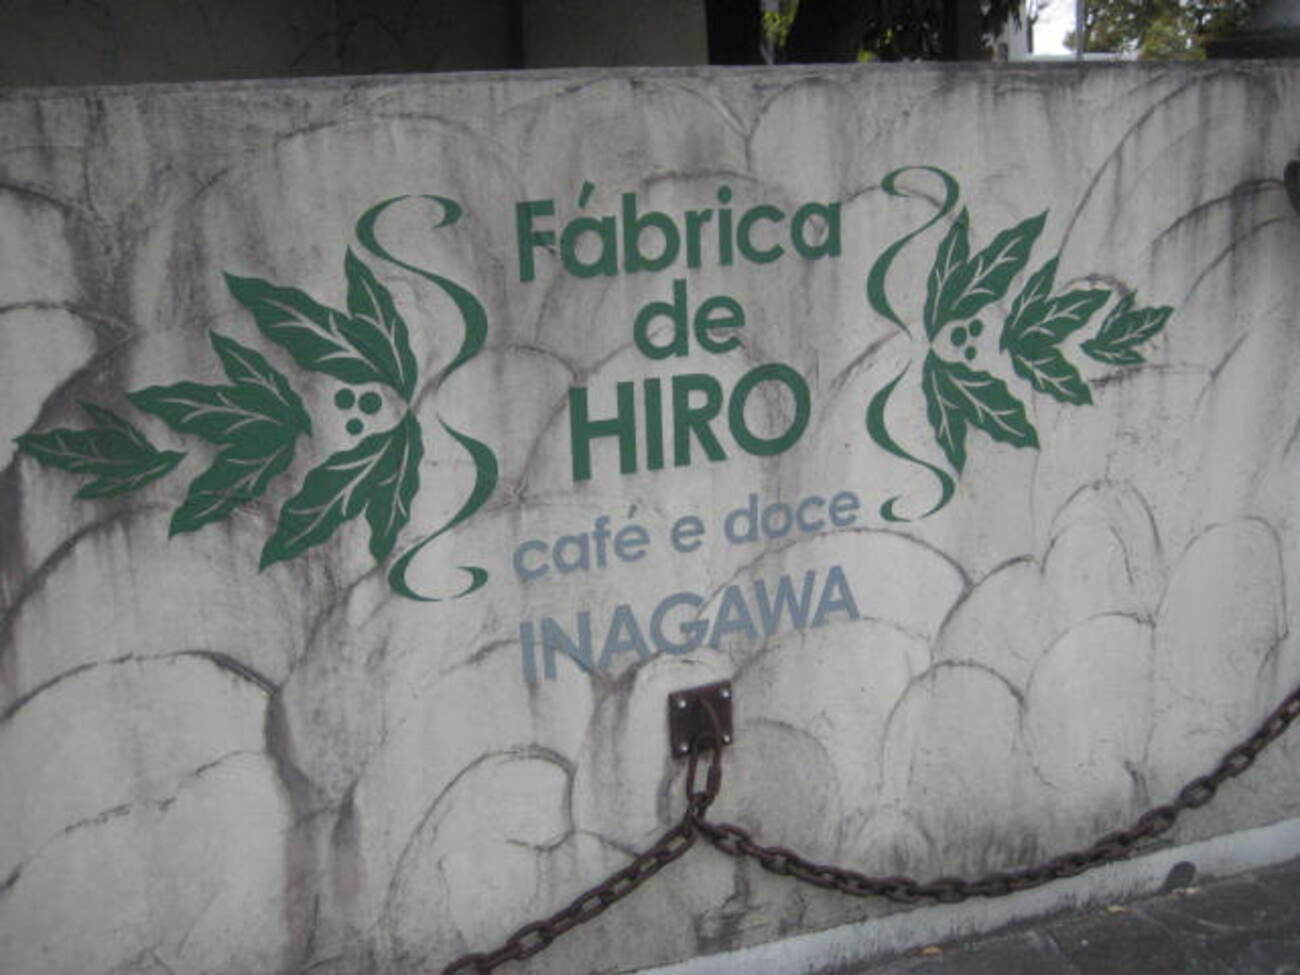 Fábrica
de
HIRO
café e doce
INAGAWA